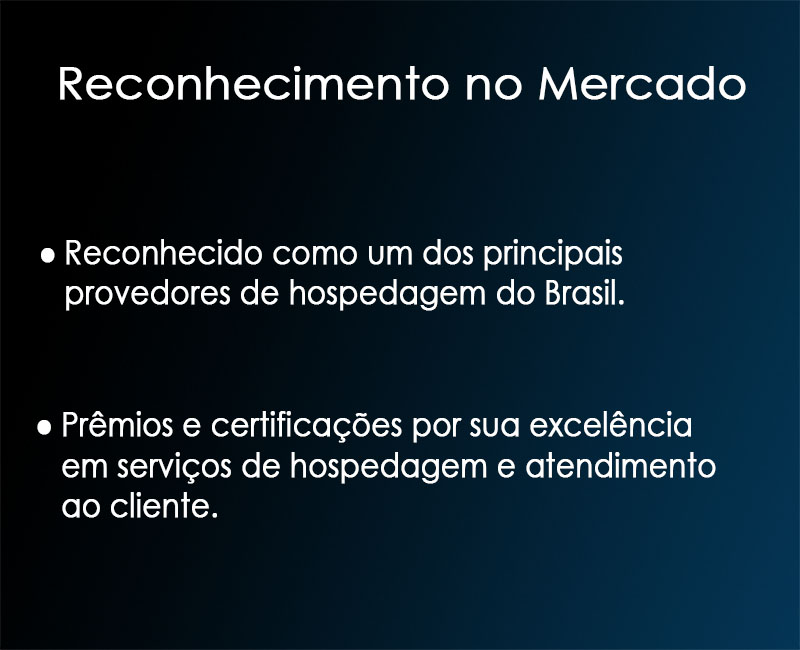 Reconhecimento no Mercado
• Reconhecido como um dos principais
provedores de hospedagem do Brasil.
• Prêmios e certificações por sua excelência
em serviços de hospedagem e atendimento
ao cliente.